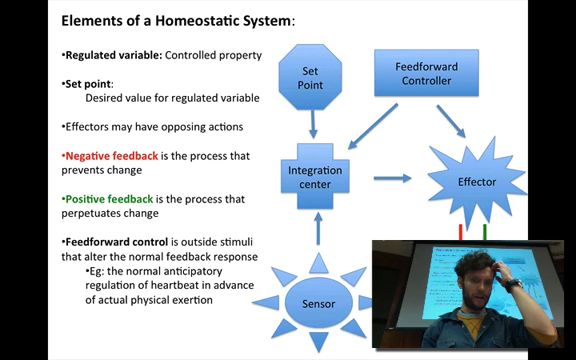 Elements of a Homeostatic System:
•Regulated variable: Controlled property
•Set point:
Desired value for regulated variable
•Effectors may have opposing actions
•Negative feedback is the process that
prevents change
•Positive feedback is the process that
perpetuates change
•Feedforward control is outside stimuli
that alter the normal feedback response
•Eg: the normal anticipatory
regulation of heartbeat in advance
of actual physical exertion
Set
Point
Feedforward
Controller
Integration
center
Effector
Sensor